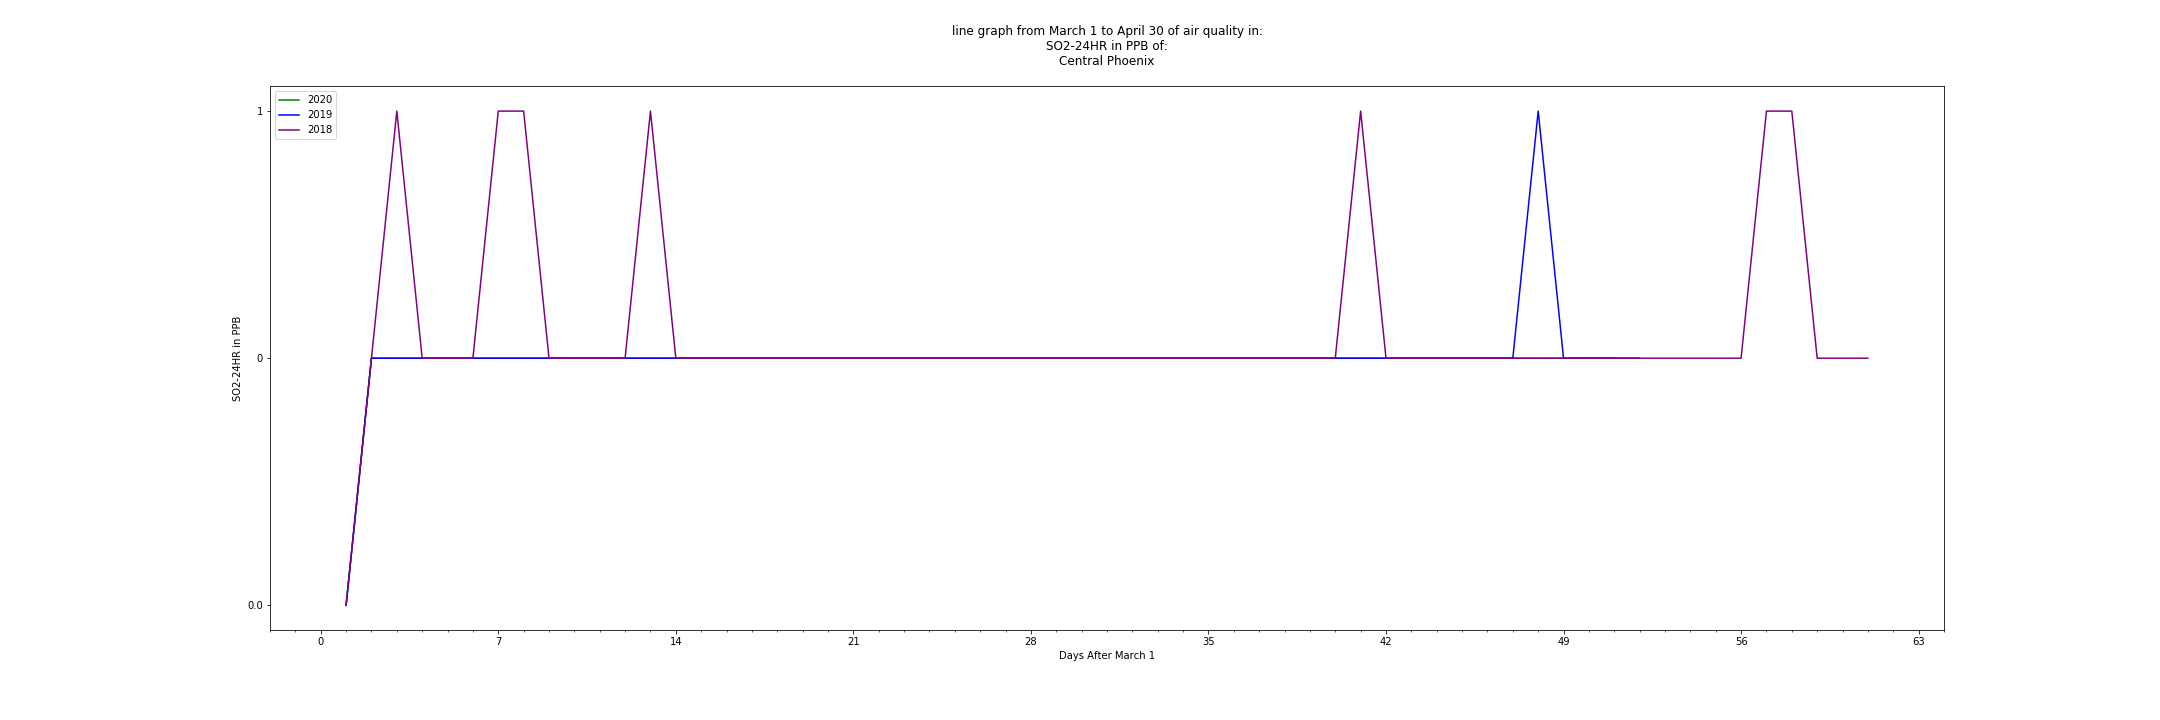 line graph from March 1 to April 30 of air quality in:
SO2-24HR in PPB of:
Central Phoenix
2020
2019
2018
1
0
0.0
SO2-24HR in PPB
0 7 14 21 28 35 42 49 56 63
Days After March 1